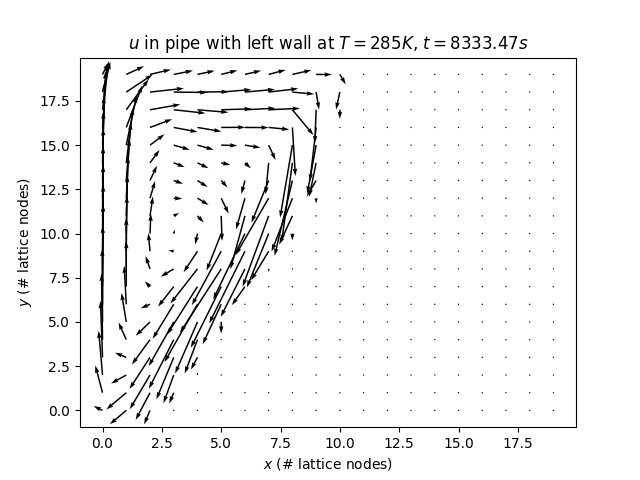 u in pipe with left wall at T = 285K, t = 8333.47s
y (# lattice nodes)
17.5
15.0
12.5
10.0
7.5
5.0
2.5
0.0
0.0 2.5 5.0 7.5 10.0 12.5 15.0 17.5
x (# lattice nodes)